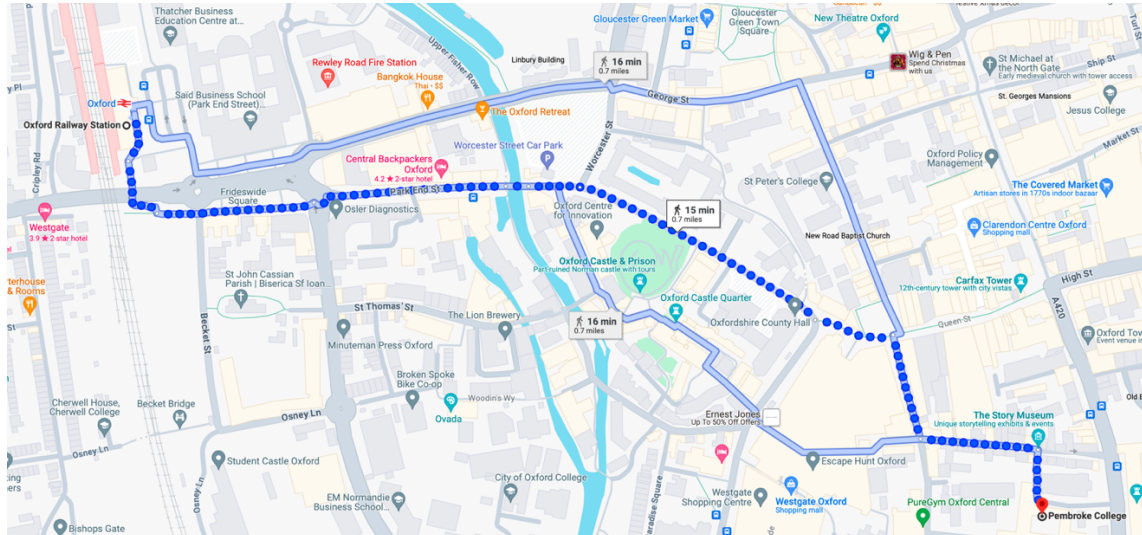 Thatcher Business
Education Centre at...
Gloucester Green Market
Gloucester
Green Town
Square
New Theatre Oxford
Turl St
Upper Fisher Row
Linbury Building
16 min
0.7 miles
Wig & Pen
Spend Christmas
with us
Ship St
St Michael at
the North Gate
Early medieval church with tower access
Rewley Road Fire Station
Bangkok House
Thai · $$
George St
St. Georges Mansions
Jesus College
Oxford
Said Business School
(Park End Street)...
The Oxford Retreat
Oxford Railway Station
Worcester Street Car Park
P
Worcester St
Market St
Cripley Rd
Central Backpackers
Oxford
4.2 ★ 2-star hotel
Oxford Policy
Management
St Peter's College
The Covered Market
Artisan stores in 1770s indoor bazaar
Frideswide
Square
Park End St
Osler Diagnostics
Oxford Centre
for Innovation
15 min
0.7 miles
Westgate
3.9 ★ 2-star hotel
New Road Baptist Church
Clarendon Centre Oxford
Shopping mall
Oxford Castle & Prison
Part-ruined Norman castle with tours
High St
St John Cassian
Parish | Biserica Sf Ioan...
Carfax Tower
12th-century tower with city vistas
& Rooms
St Thomas' St
The Lion Brewery
Oxford Castle Quarter
Oxfordshire County Hall
Queen St
A420
16 min
0.7 miles
Becket St
Minuteman Press Oxford
Oxford Tow
Event venue in
Broken Spoke
Bike Co-op
Cherwell House,
Cherwell College
Becket Bridge
Osney Ln
Woodin's Wy
Ovada
Ernest Jones
Up To 50% Off Offers
The Story Museum
Unique storytelling exhibits & events
Osney Ln
Student Castle Oxford
Escape Hunt Oxford
City of Oxford College
Osney Ln
EM Normandie
Business School...
Paradise Square
Westgate
Shopping Centre
Westgate Oxford
Shopping mall
PureGym Oxford Central
Pembroke College
Bishops Gate